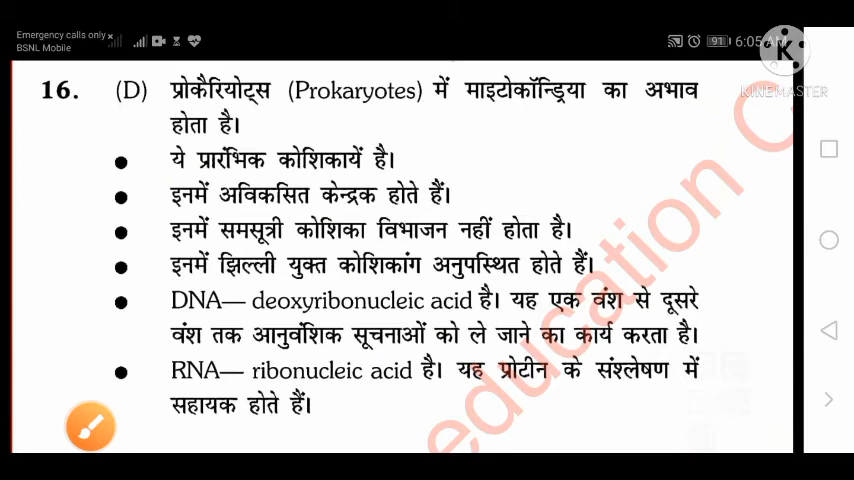 Emergency calls only
BSNL Mobile
91
6:05 AM
K
KINEMASTER
16. (D) प्रोकैरियोट्स (Prokaryotes) में माइटोकॉन्ड्रिया का अभाव
होता है।
● ये प्रारंभिक कोशिकायें है।
● इनमें अविकसित केन्द्रक होते हैं।
● इनमें समसूत्री कोशिका विभाजन नहीं होता है।
● इनमें झिल्ली युक्त कोशिकांग अनुपस्थित होते हैं।
● DNA— deoxyribonucleic acid है। यह एक वंश से दूसरे
वंश तक आनुवंशिक सूचनाओं को ले जाने का कार्य करता है।
● RNA— ribonucleic acid है। यह प्रोटीन के संश्लेषण में
सहायक होते हैं।
education C